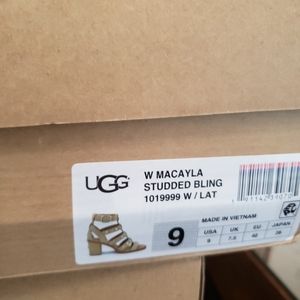 UGG
W MACAYLA
STUDDED BLING
1019999 W / LAT
9
MADE IN VIETNAM
USA UK EU JAPAN
9 7.5 40 26